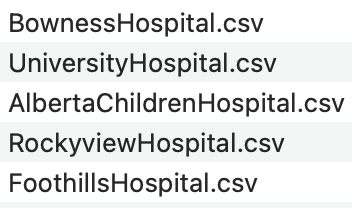 BownessHospital.csv
UniversityHospital.csv
AlbertaChildrenHospital.csv
RockyviewHospital.csv
FoothillsHospital.csv